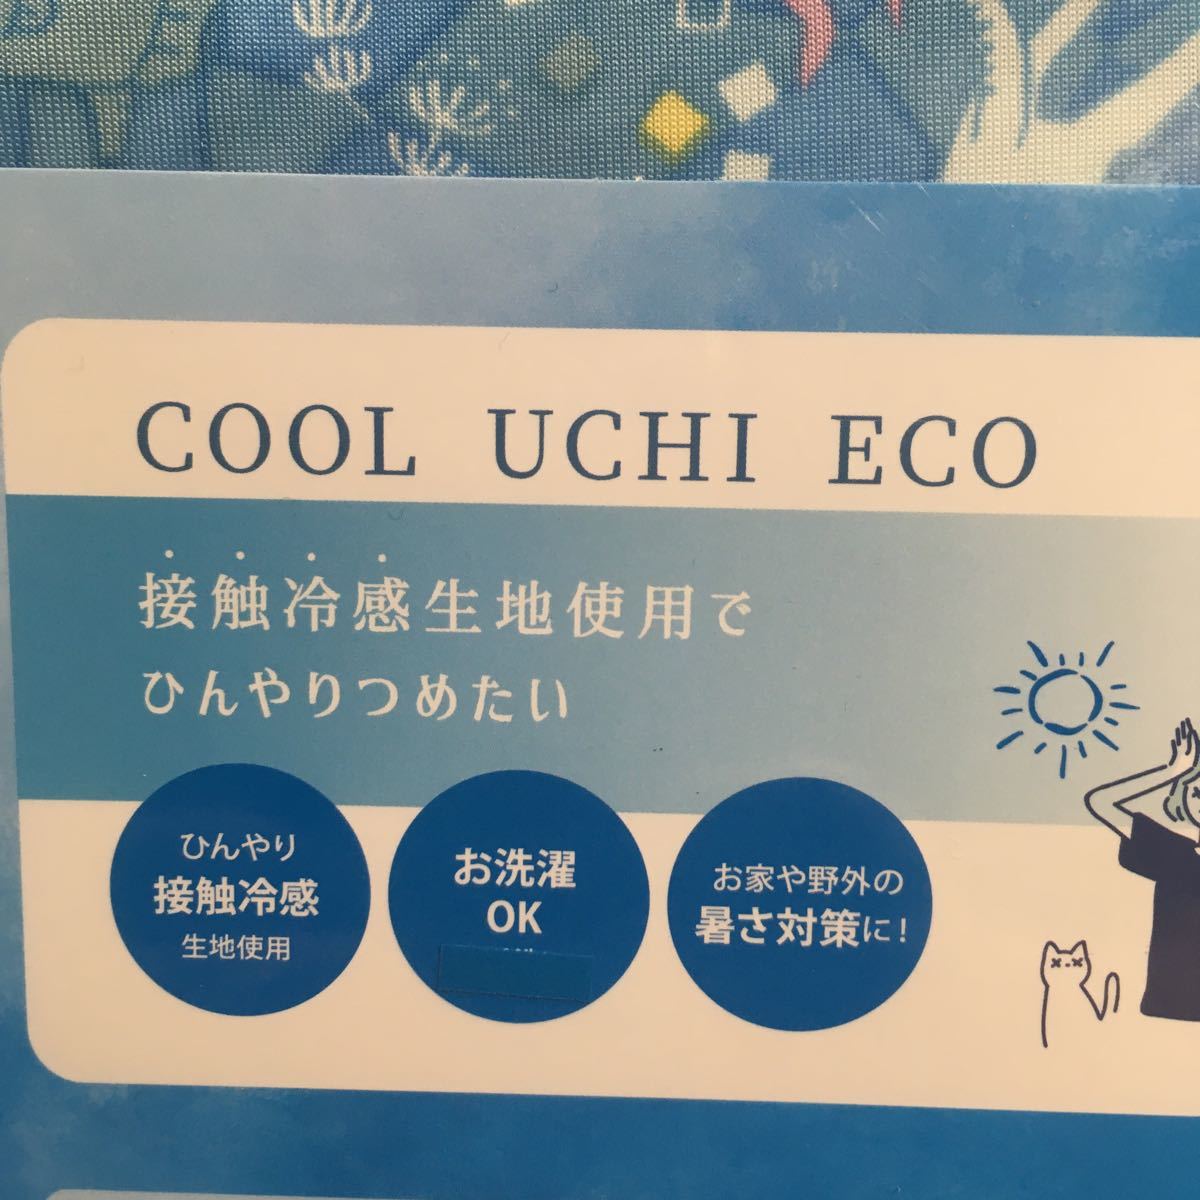 COOL UCHI ECO
接触冷感生地使用で
ひんやりつめたい
ひんやり
接触冷感
生地使用
お洗濯
OK
お家や野外の
暑さ対策に!